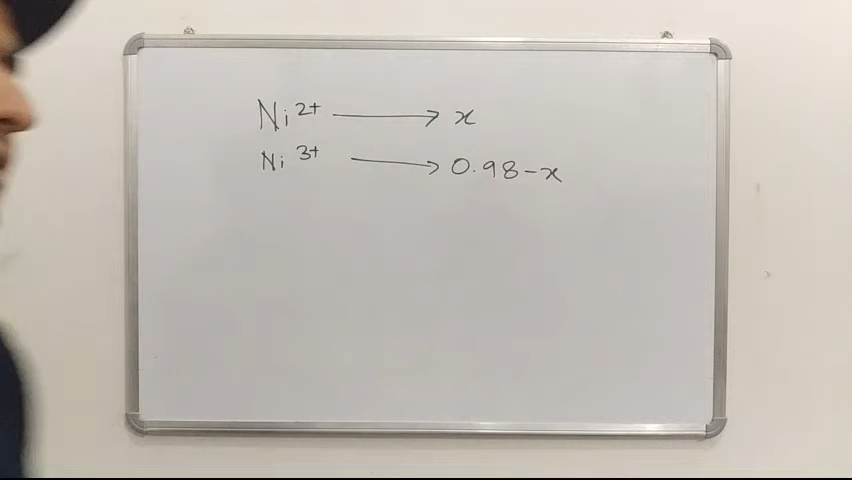 Ni²⁺ ⟶ x
Ni³⁺ ⟶ 0.98-x